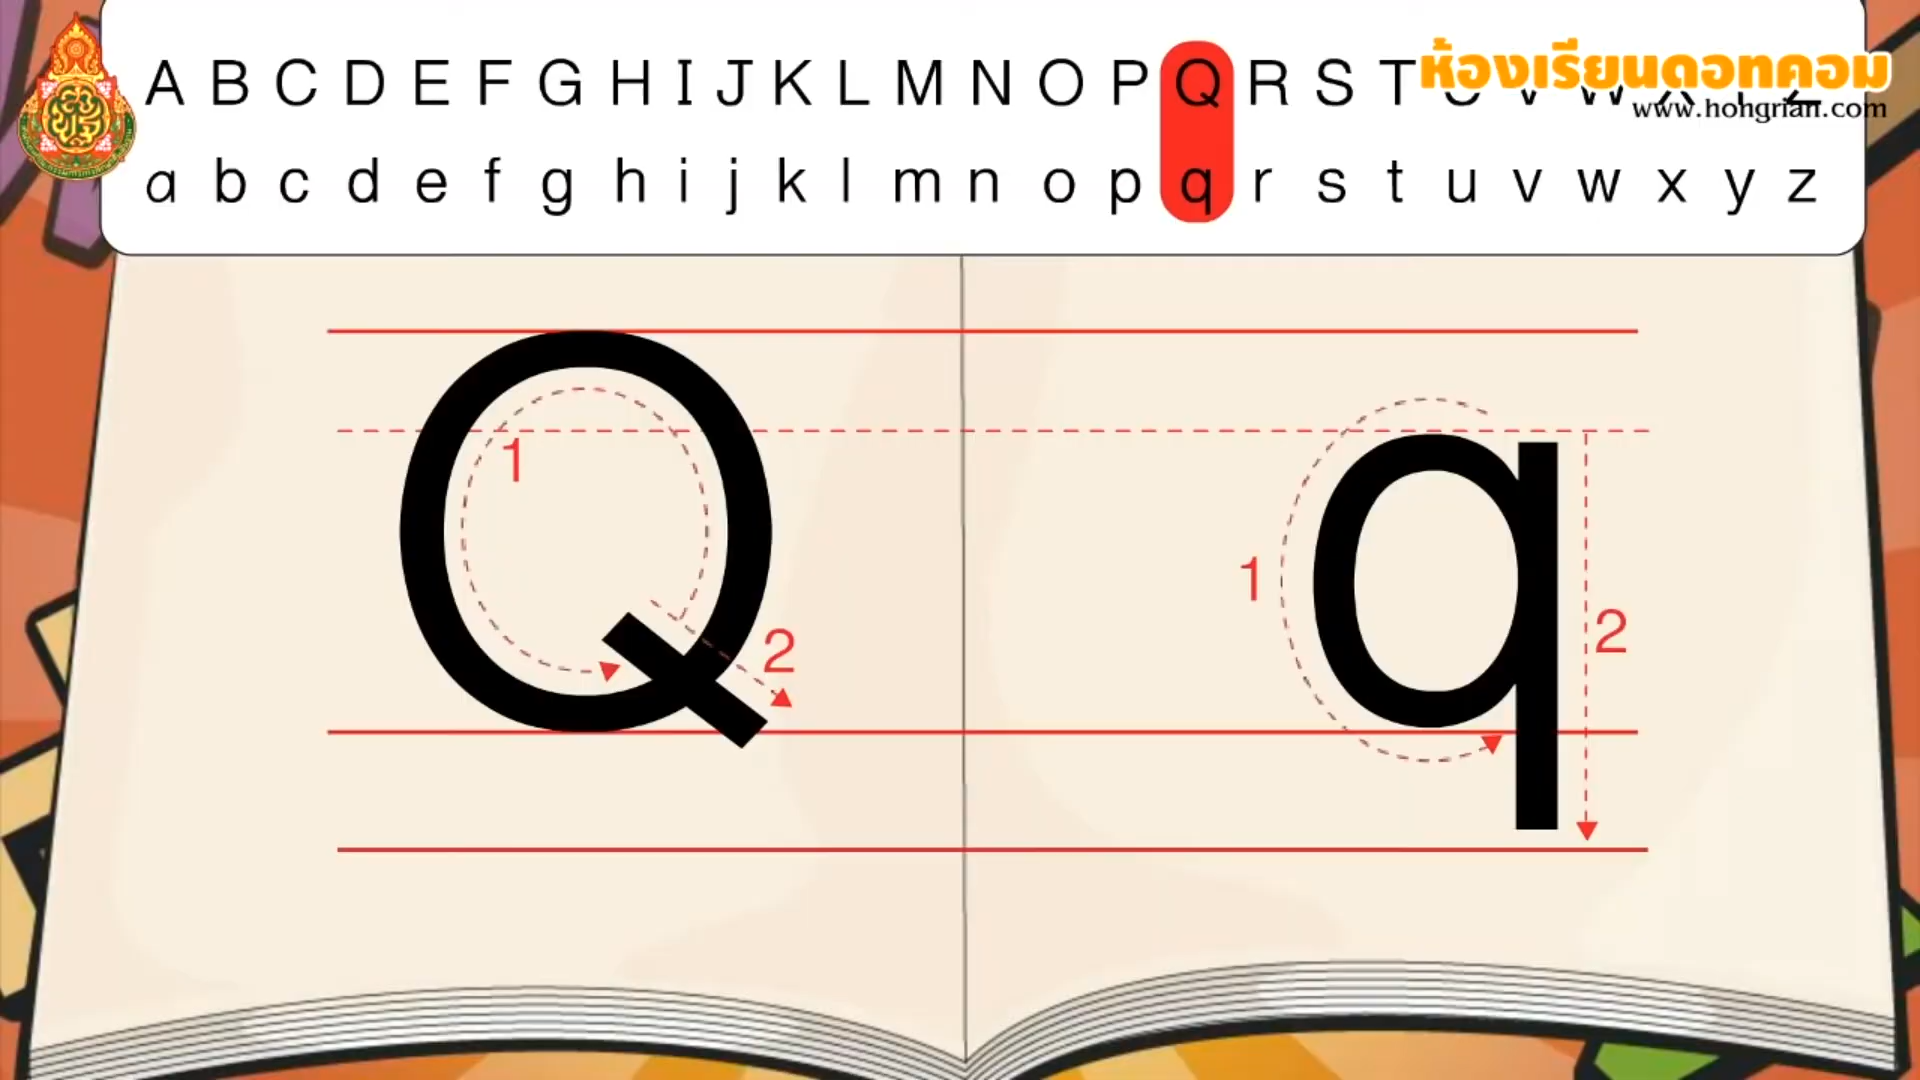 A B C D E F G H I J K L M N O P Q R S T
ห้องเรียนดอทคอม
www.hongrian.com
a b c d e f g h i j k l m n o p q r s t u v w x y z
Q q
1 2 1 2